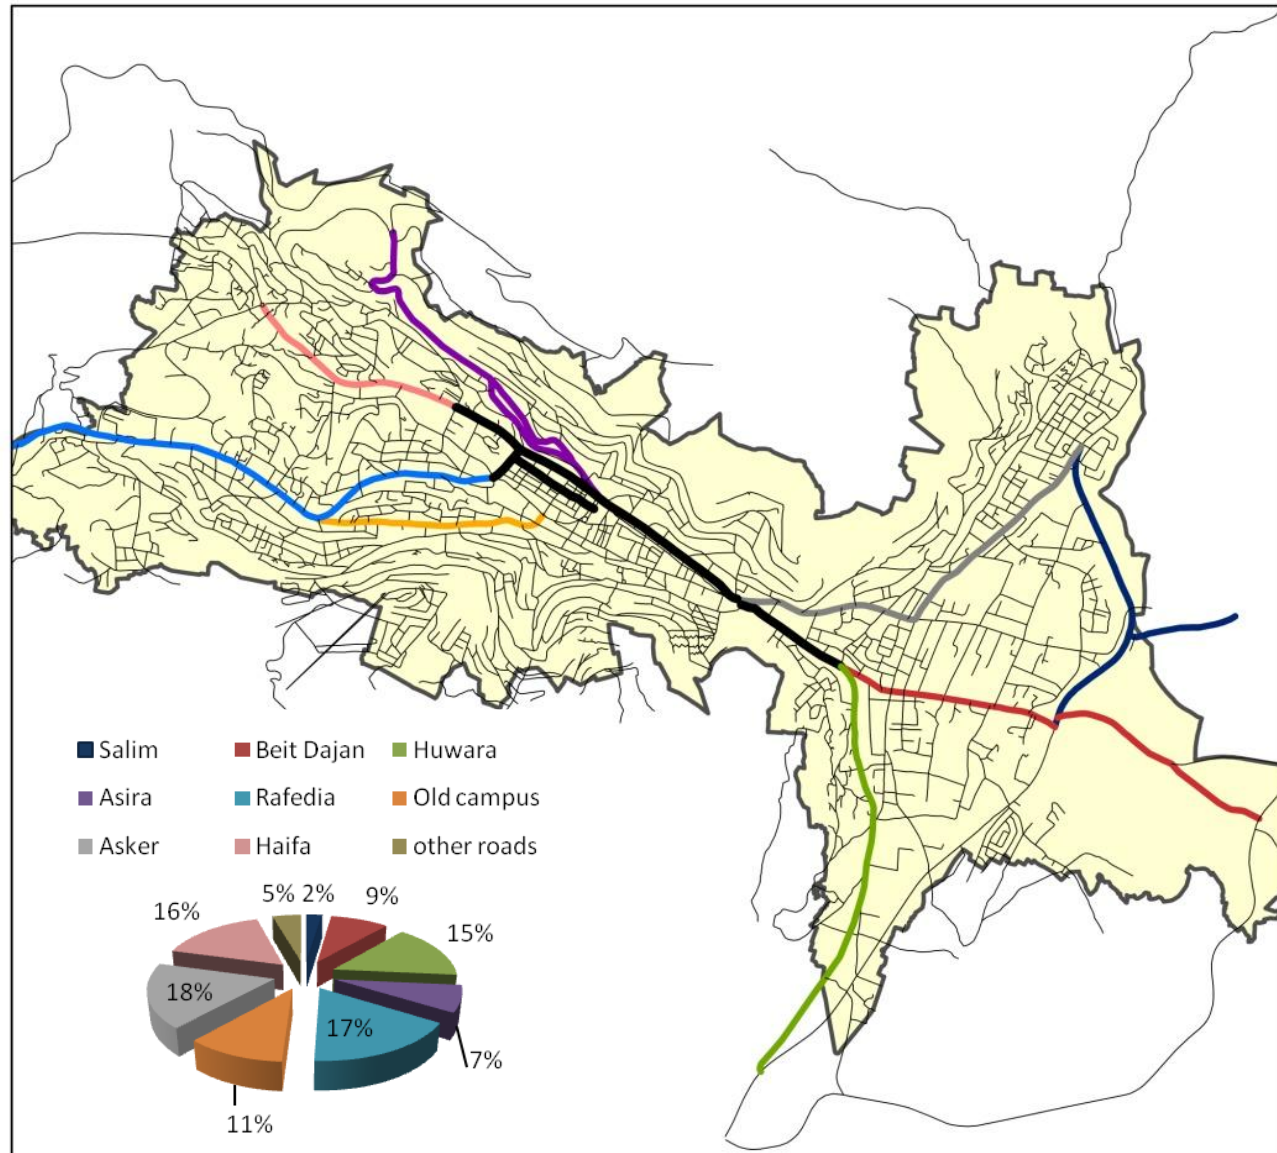 Salim Beit Dajan Huwara
Asira Rafedia Old campus
Asker Haifa other roads
5% 2% 9%
16%
15%
18%
17%
7%
11%